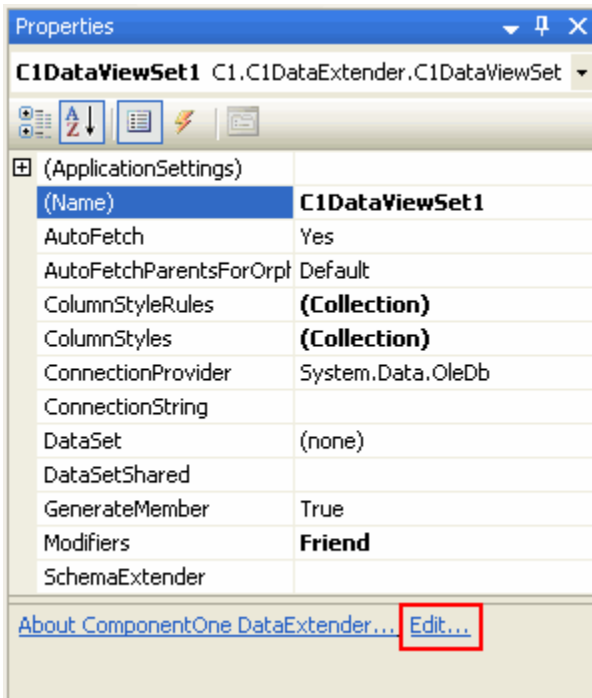 Properties
C1DataViewSet1 C1.C1DataExtender.C1DataViewSet
(ApplicationSettings)
(Name) C1DataViewSet1
AutoFetch Yes
AutoFetchParentsForOrph Default
ColumnStyleRules (Collection)
ColumnStyles (Collection)
ConnectionProvider System.Data.OleDb
ConnectionString
DataSet (none)
DataSetShared
GenerateMember True
Modifiers Friend
SchemaExtender
About ComponentOne DataExtender... Edit...